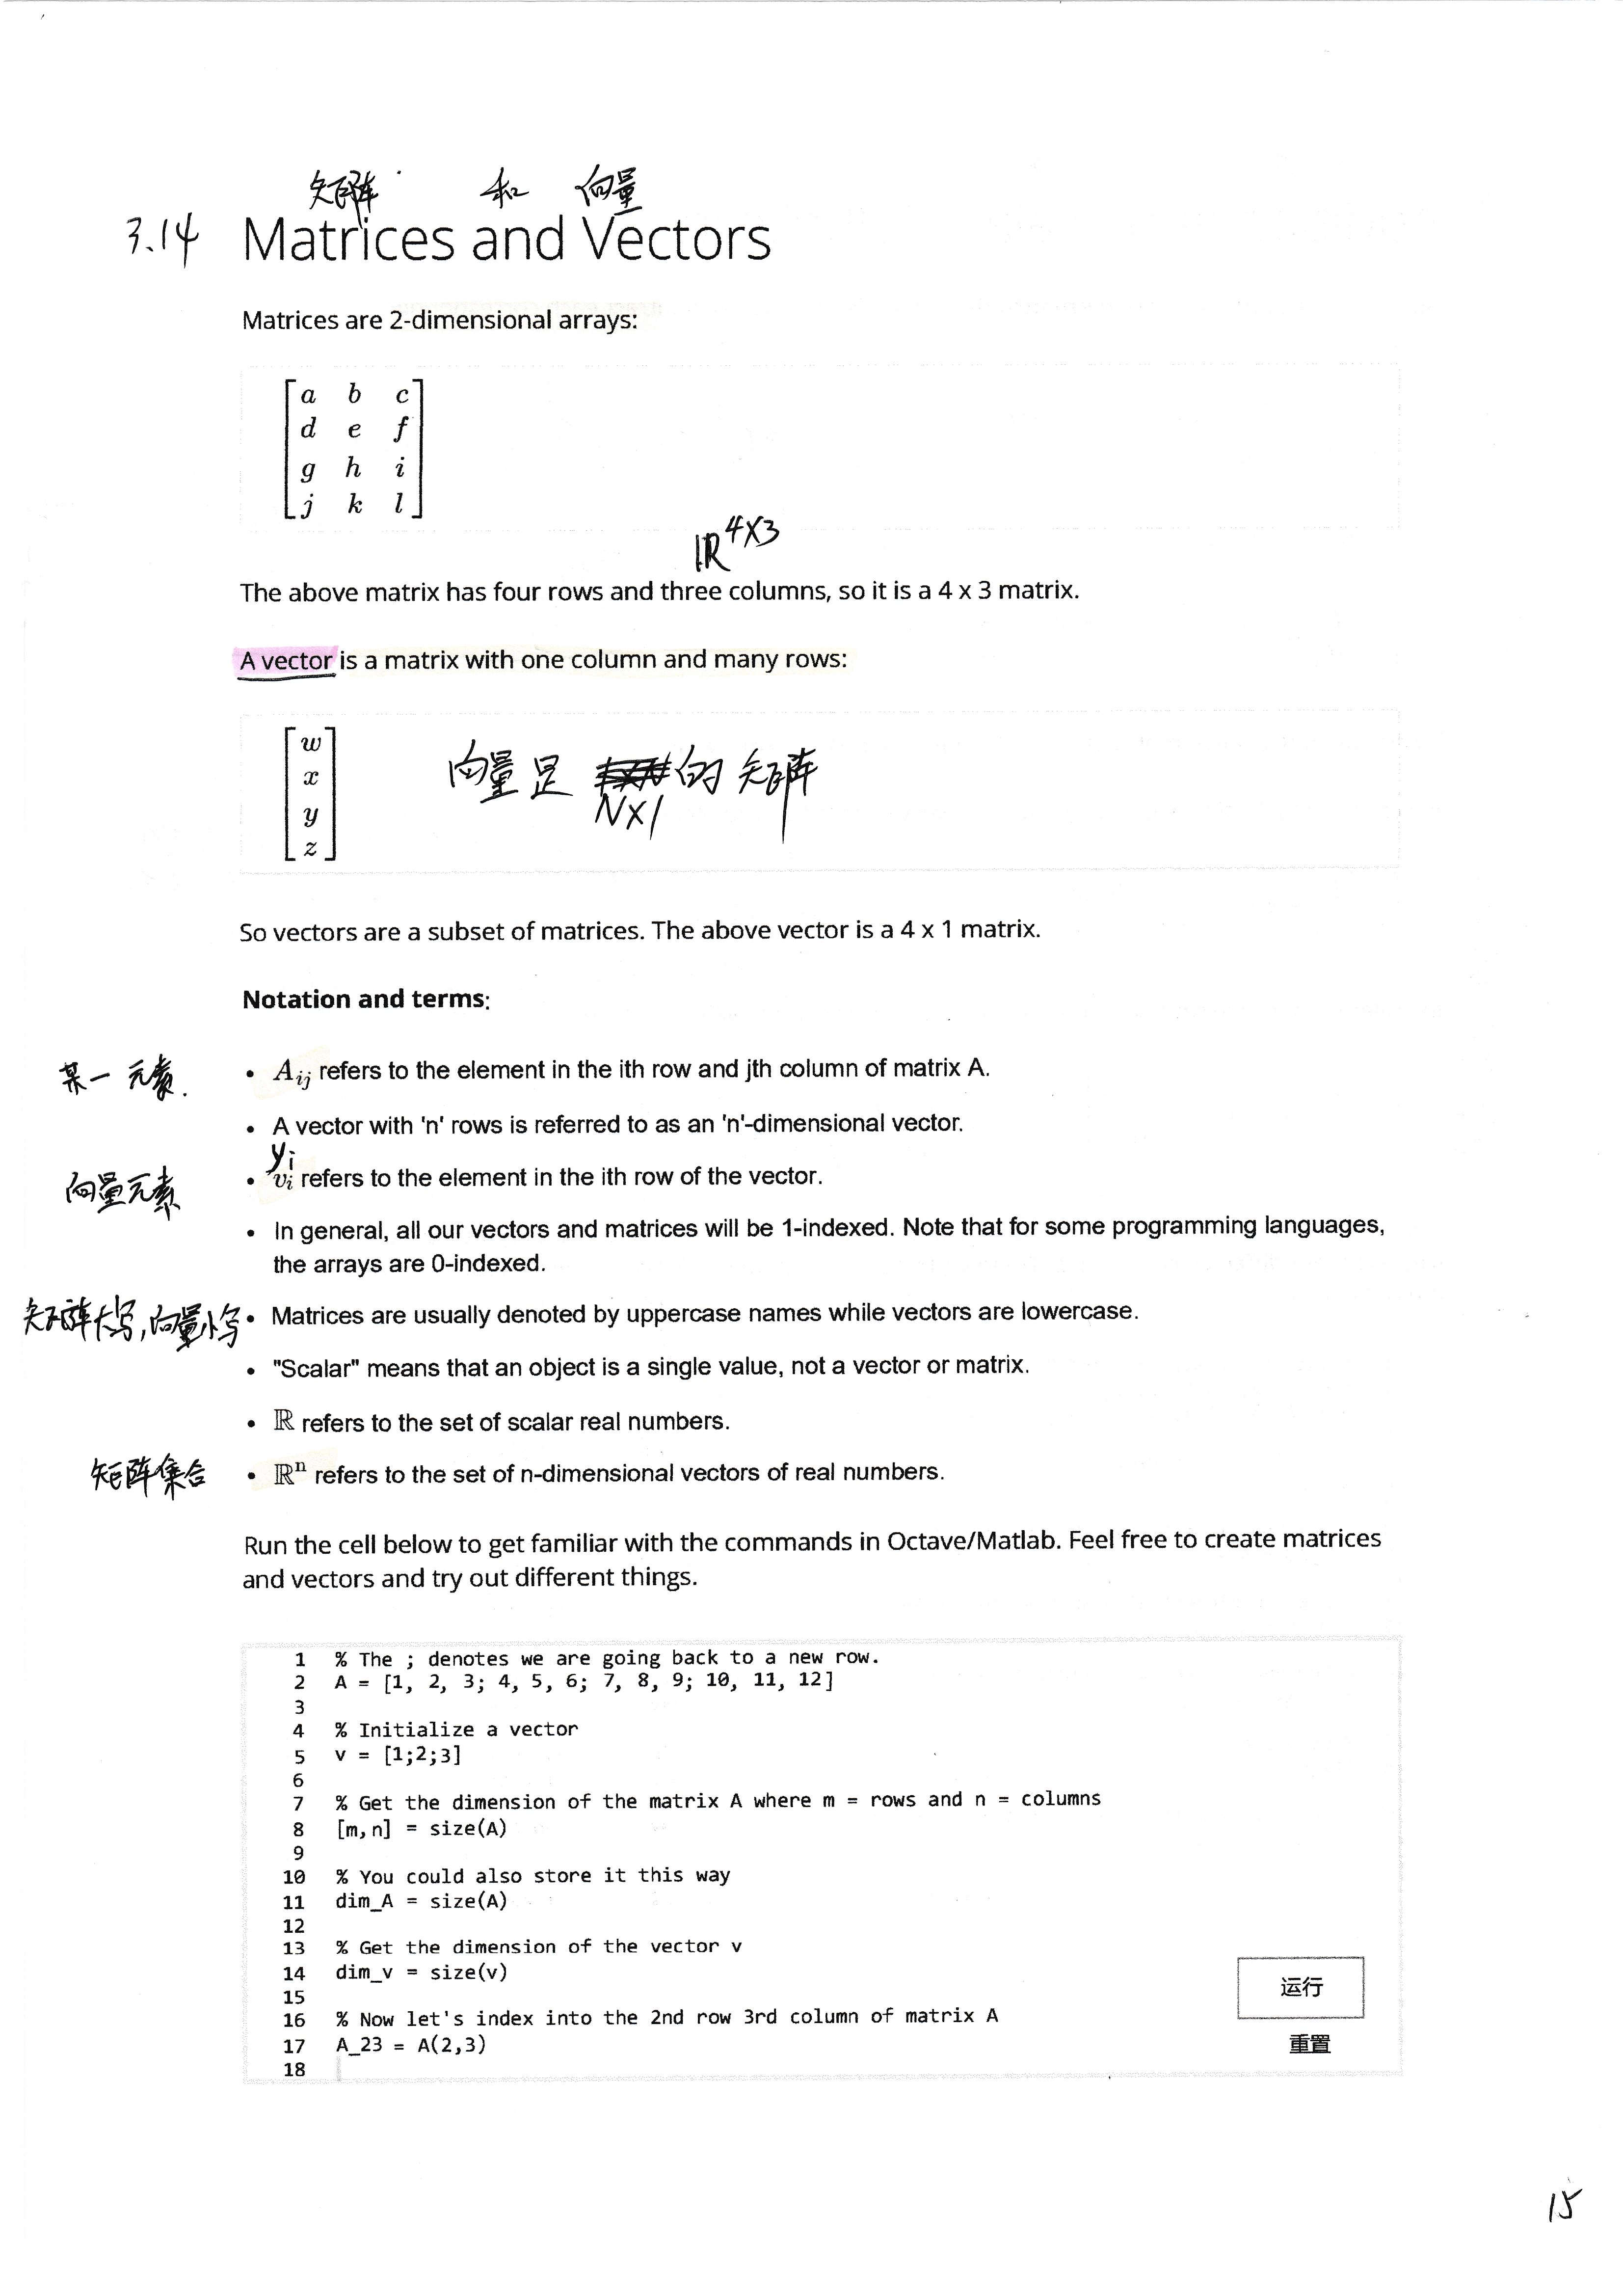 矩阵 和 向量
3.14 Matrices and Vectors
Matrices are 2-dimensional arrays:
a b c
d e f
g h i
j k l
ℝ^{4×3}
The above matrix has four rows and three columns, so it is a 4 x 3 matrix.
A vector is a matrix with one column and many rows:
w
x
y
z
向量是 的 矩阵
N×1
So vectors are a subset of matrices. The above vector is a 4 x 1 matrix.
Notation and terms:
某一元素. • A_{ij} refers to the element in the ith row and jth column of matrix A.
• A vector with 'n' rows is referred to as an 'n'-dimensional vector.
y_i
向量元素 • v_i refers to the element in the ith row of the vector.
• In general, all our vectors and matrices will be 1-indexed. Note that for some programming languages,
the arrays are 0-indexed.
矩阵大写,向量小写 • Matrices are usually denoted by uppercase names while vectors are lowercase.
• "Scalar" means that an object is a single value, not a vector or matrix.
• ℝ refers to the set of scalar real numbers.
矩阵集合 • ℝⁿ refers to the set of n-dimensional vectors of real numbers.
Run the cell below to get familiar with the commands in Octave/Matlab. Feel free to create matrices
and vectors and try out different things.
1 % The ; denotes we are going back to a new row.
2 A = [1, 2, 3; 4, 5, 6; 7, 8, 9; 10, 11, 12]
3
4 % Initialize a vector
5 v = [1;2;3]
6
7 % Get the dimension of the matrix A where m = rows and n = columns
8 [m,n] = size(A)
9
10 % You could also store it this way
11 dim_A = size(A)
12
13 % Get the dimension of the vector v
14 dim_v = size(v)
15
16 % Now let's index into the 2nd row 3rd column of matrix A
17 A_23 = A(2,3)
18
运行
重置
15